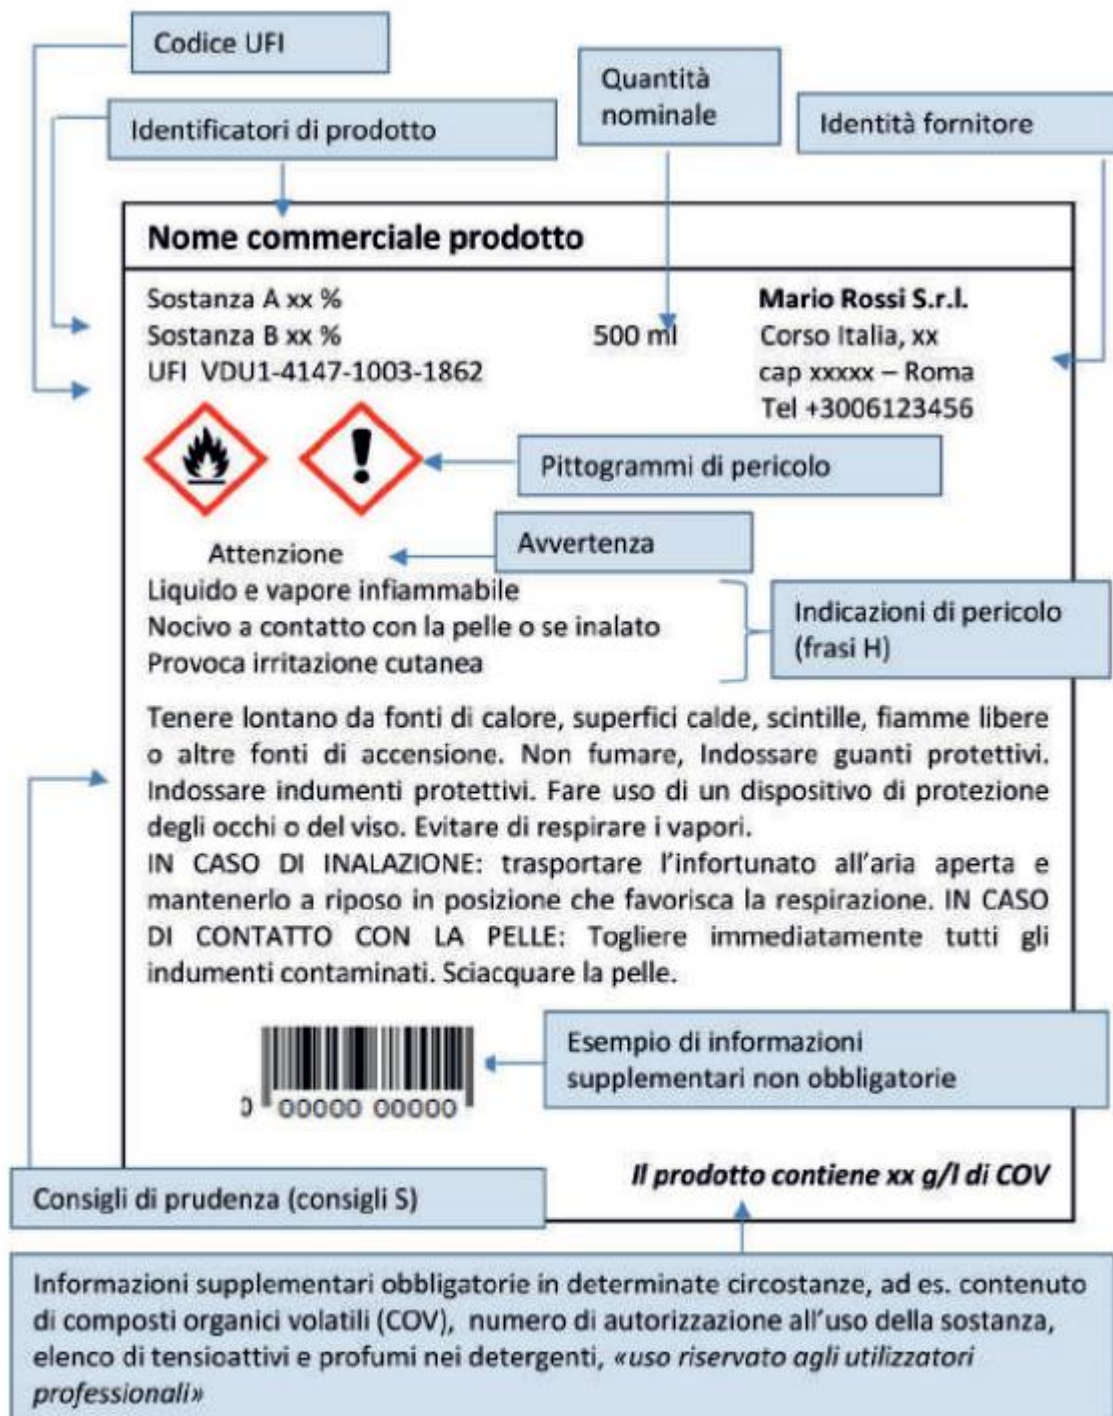 Codice UFI
Quantità
nominale
Identificatori di prodotto
Identità fornitore
Nome commerciale prodotto
Sostanza A xx %
Sostanza B xx %
UFI VDU1-4147-1003-1862
500 ml
Mario Rossi S.r.l.
Corso Italia, xx
cap xxxxx – Roma
Tel +3006123456
Pittogrammi di pericolo
Attenzione
Avvertenza
Liquido e vapore infiammabile
Nocivo a contatto con la pelle o se inalato
Provoca irritazione cutanea
Indicazioni di pericolo
(frasi H)
Tenere lontano da fonti di calore, superfici calde, scintille, fiamme libere
o altre fonti di accensione. Non fumare, Indossare guanti protettivi.
Indossare indumenti protettivi. Fare uso di un dispositivo di protezione
degli occhi o del viso. Evitare di respirare i vapori.
IN CASO DI INALAZIONE: trasportare l’infortunato all’aria aperta e
mantenerlo a riposo in posizione che favorisca la respirazione. IN CASO
DI CONTATTO CON LA PELLE: Togliere immediatamente tutti gli
indumenti contaminati. Sciacquare la pelle.
0 00000 00000
Esempio di informazioni
supplementari non obbligatorie
Il prodotto contiene xx g/l di COV
Consigli di prudenza (consigli S)
Informazioni supplementari obbligatorie in determinate circostanze, ad es. contenuto
di composti organici volatili (COV), numero di autorizzazione all’uso della sostanza,
elenco di tensioattivi e profumi nei detergenti, «uso riservato agli utilizzatori
professionali»